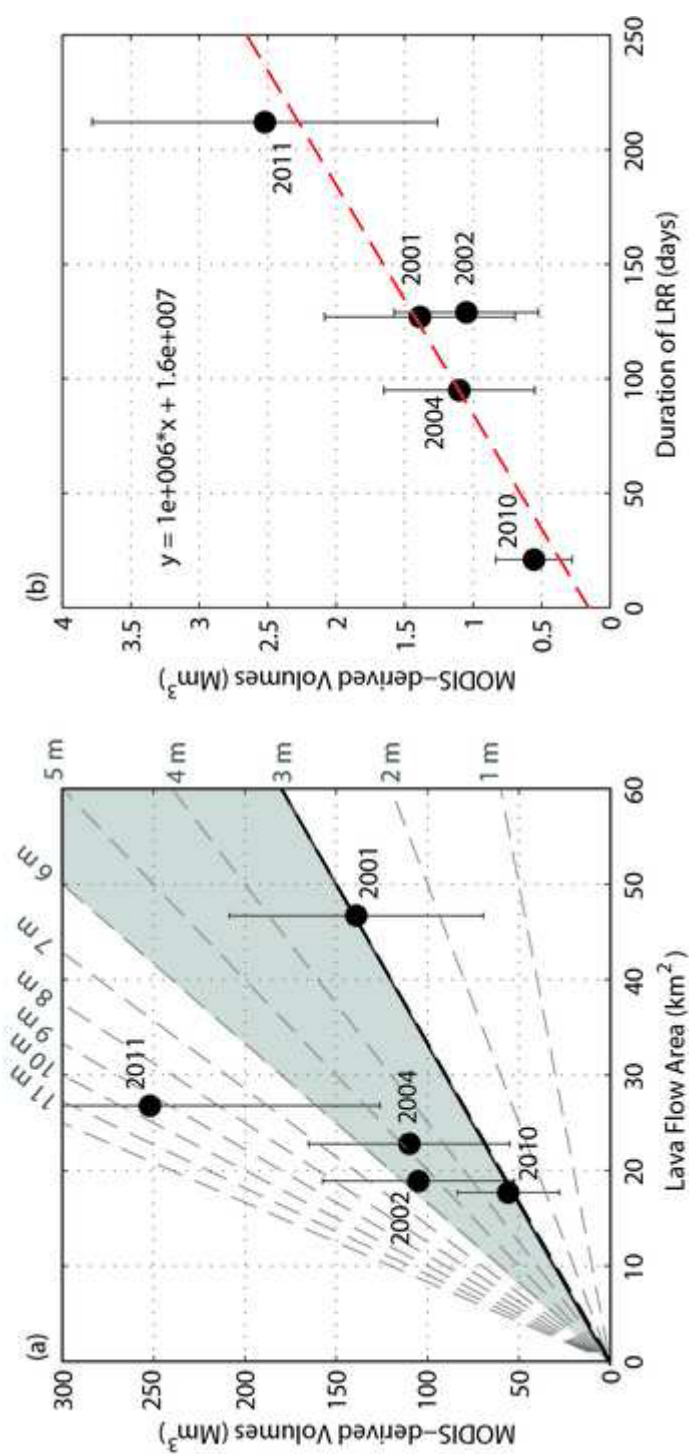 (a)
MODIS-derived Volumes (Mm³)
300
250
200
150
100
50
0
0 10 20 30 40 50 60
Lava Flow Area (km²)
11 m
10 m
9 m
8 m
7 m
6 m
5 m
4 m
3 m
2 m
1 m
2011
2004
2002
2010
2001
(b)
MODIS-derived Volumes (Mm³)
4
3.5
3
2.5
2
1.5
1
0.5
0
0 50 100 150 200 250
Duration of LRR (days)
y = 1e+006*x + 1.6e+007
2010
2004
2001
2002
2011